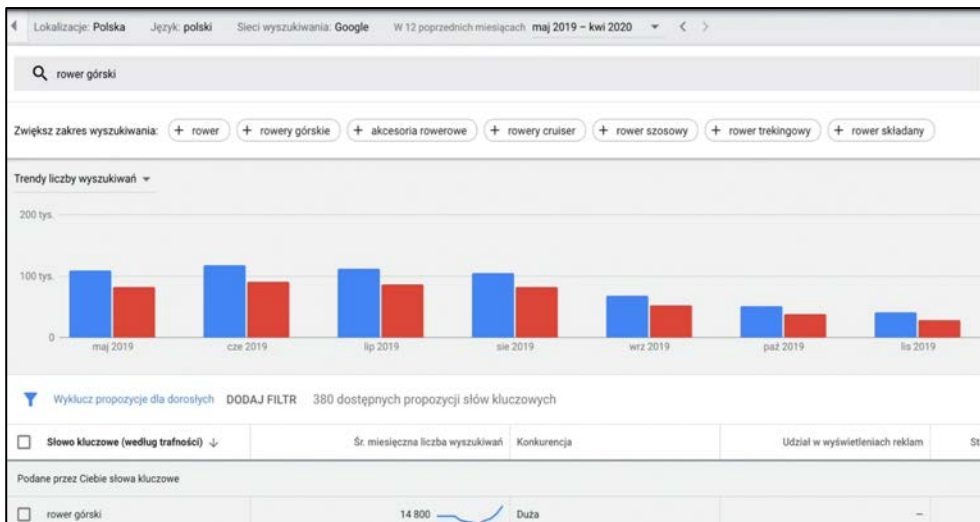 Lokalizacje: Polska Język: polski Sieci wyszukiwania: Google W 12 poprzednich miesiącach maj 2019 – kwi 2020
rower górski
Zwiększ zakres wyszukiwania: + rower + rowery górskie + akcesoria rowerowe + rowery cruiser + rower szosowy + rower trekingowy + rower składany
Trendy liczby wyszukiwań
200 tys.
100 tys.
0
maj 2019 cze 2019 lip 2019 sie 2019 wrz 2019 paź 2019 lis 2019
Wyklucz propozycje dla dorosłych DODAJ FILTR 380 dostępnych propozycji słów kluczowych
Słowo kluczowe (według trafności) ↓ Śr. miesięczna liczba wyszukiwań Konkurencja Udział w wyświetleniach reklam
Podane przez Ciebie słowa kluczowe
rower górski 14 800 Duża –